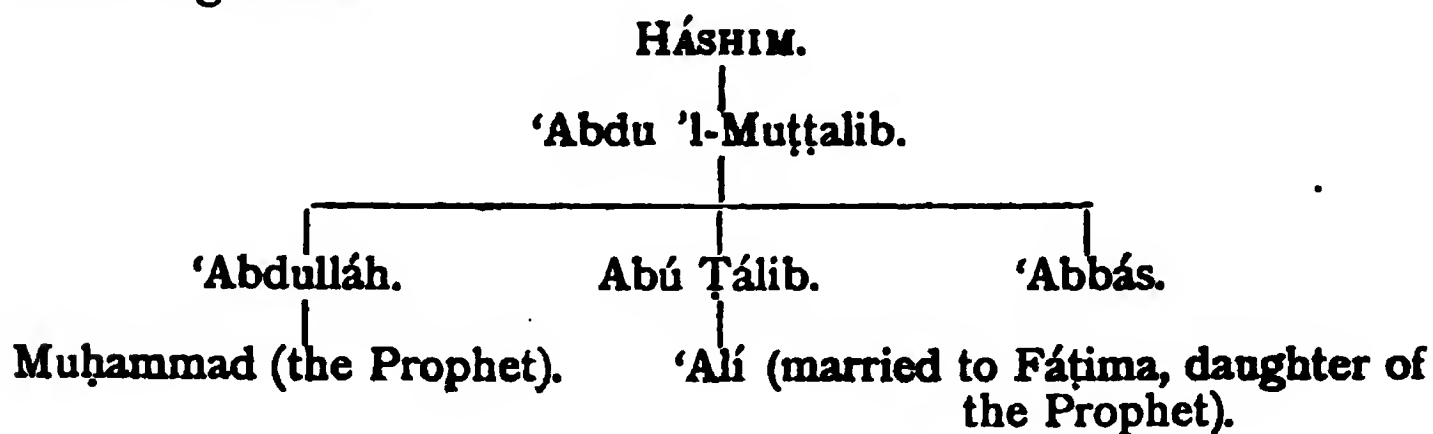 HÁSHIM.
‘Abdu ’l-Muṭṭalib.
‘Abdulláh. Abú Ṭálib. ‘Abbás.
Muḥammad (the Prophet). ‘Alí (married to Fáṭima, daughter of
the Prophet).